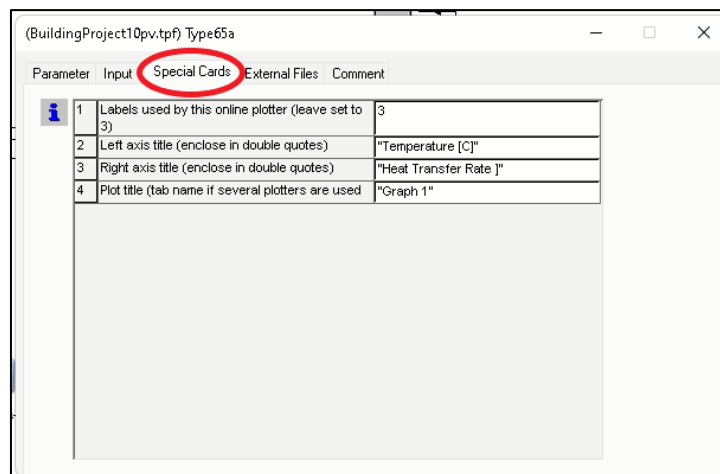 (BuildingProject10pv.tpf) Type65a
Parameter Input Special Cards External Files Comment
1 Labels used by this online plotter (leave set to 3
3)
2 Left axis title (enclose in double quotes) "Temperature [C]"
3 Right axis title (enclose in double quotes) "Heat Transfer Rate ]"
4 Plot title (tab name if several plotters are used "Graph 1"